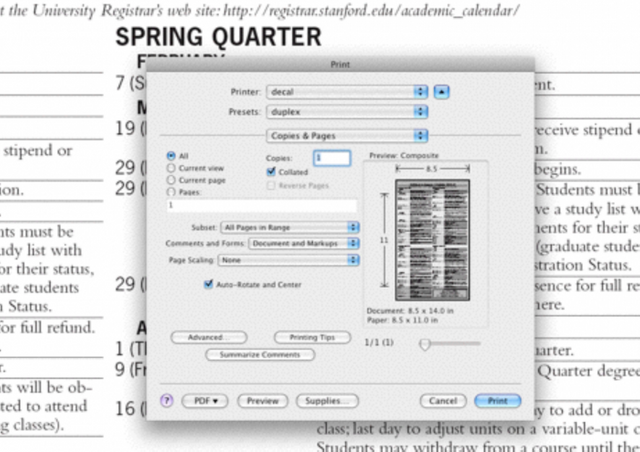 t the University Registrar's web site: http://registrar.stanford.edu/academic_calendar/
SPRING QUARTER
FEBRUARY
Print
Printer: decal
Presets: duplex
Copies & Pages
All
Current view
Current page
Pages:
1
Copies: 1
Collated
Reverse Pages
Subset: All Pages in Range
Comments and Forms: Document and Markups
Page Scaling: None
Auto-Rotate and Center
Preview: Composite
8.5
11
Document: 8.5 x 14.0 in
Paper: 8.5 x 11.0 in
1/1 (1)
Advanced...
Printing Tips
Summarize Comments
? PDF ▾ Preview Supplies... Cancel Print
7 (S
M
19 (
29 (
29 (
29 (
A
1 (T
9 (Fr
16 (
stipend or
ion.
nts must be
udy list with
or their status,
ate students
n Status.
for full refund.
r.
nts will be ob-
ted to attend
g classes).
ent.
receive stipend o
n.
begins.
Students must b
ve a study list w
nents for their st
(graduate stude
stration Status.
sence for full re
here.
uarter.
Quarter degree
ay to add or dro
class; last day to adjust units on a variable-unit c
Students may withdraw from a course until the